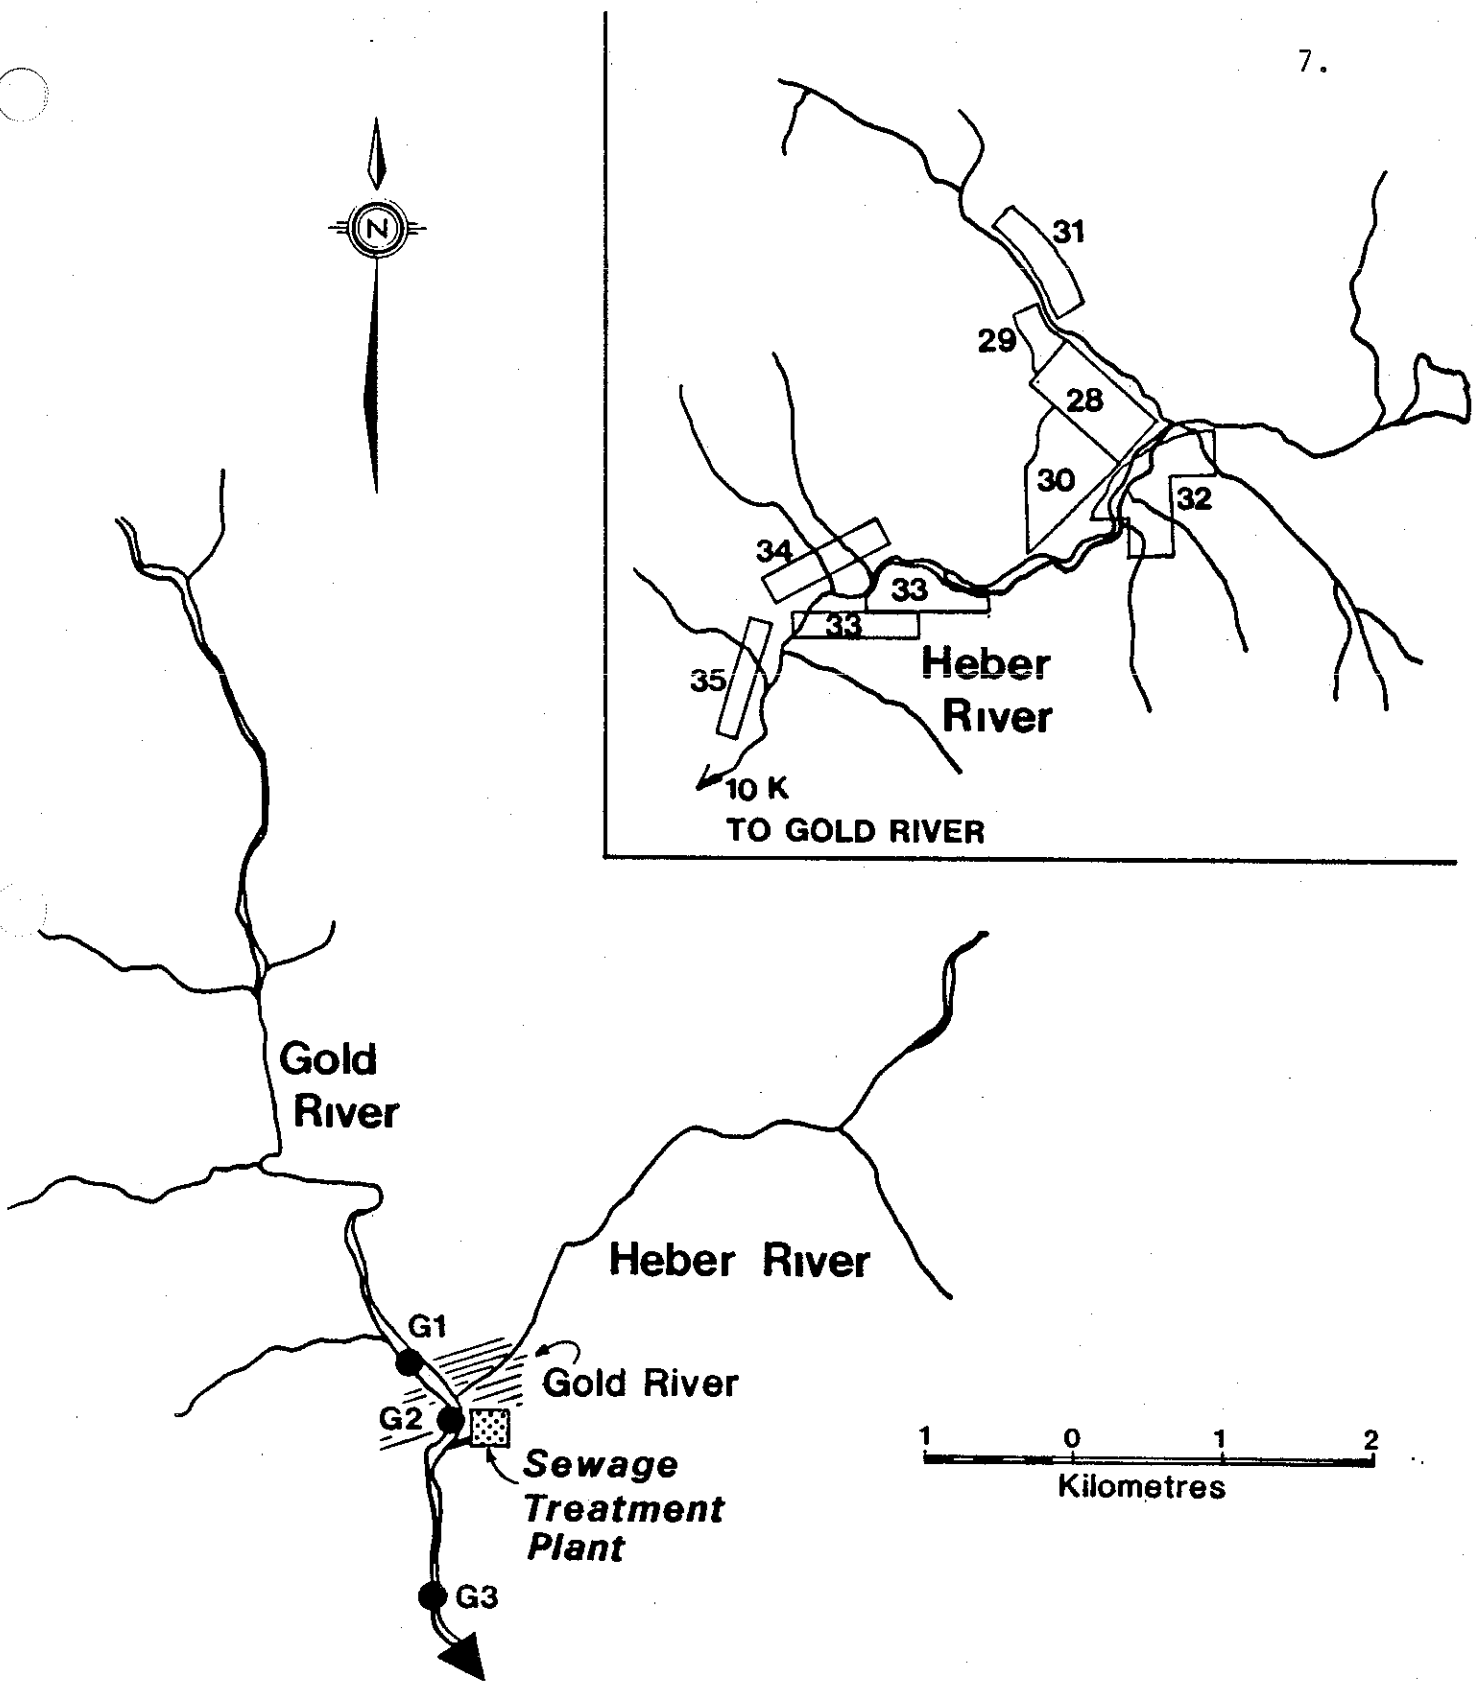 7.
N
31
29
28
30
32
34
33
33
35
Heber
River
10 K
TO GOLD RIVER
Gold
River
Heber River
G1
Gold River
G2
Sewage
Treatment
Plant
1 0 1 2
Kilometres
G3